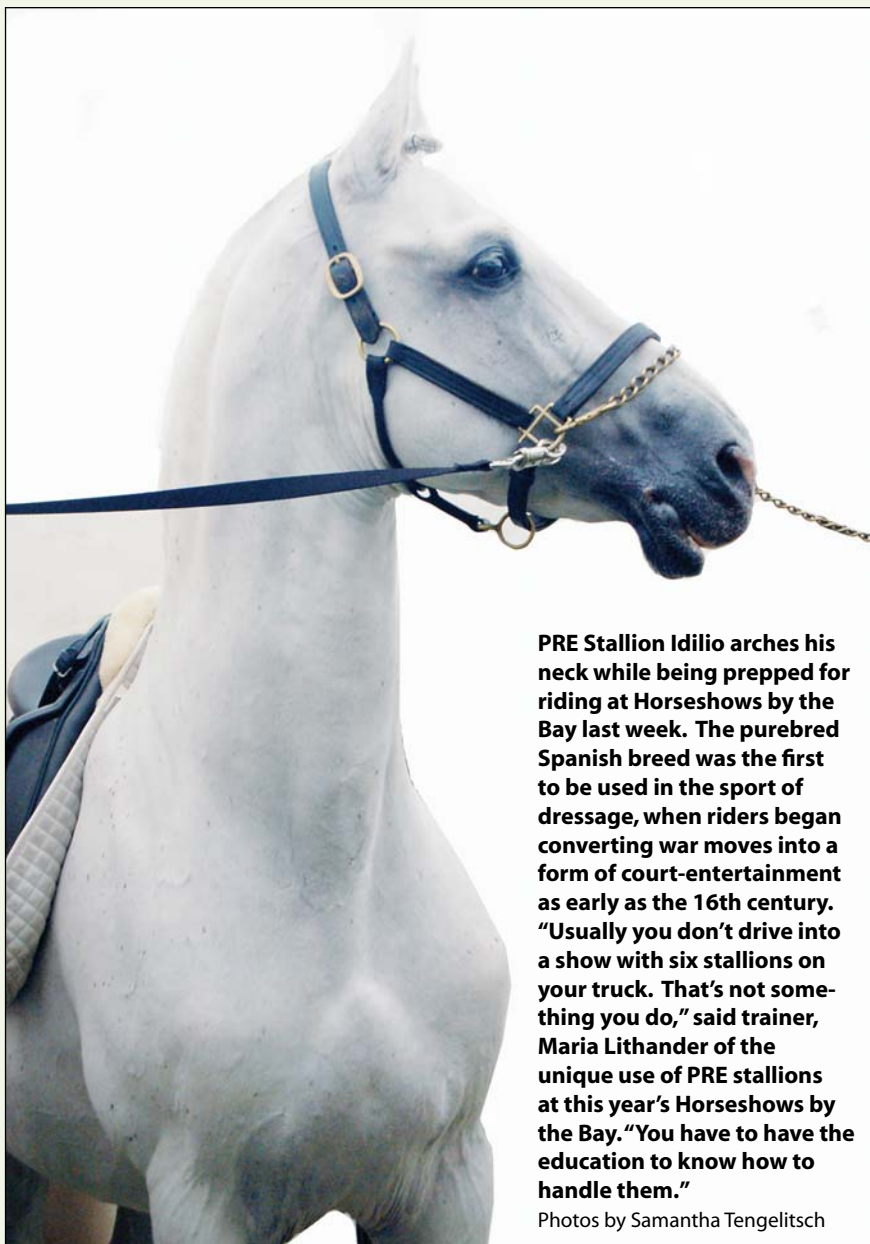 PRE Stallion Idilio arches his
neck while being prepped for
riding at Horseshows by the
Bay last week.  The purebred
Spanish breed was the first
to be used in the sport of
dressage, when riders began
converting war moves into a
form of court-entertainment
as early as the 16th century.
“Usually you don’t drive into
a show with six stallions on
your truck.  That’s not some-
thing you do,” said trainer,
Maria Lithander of the
unique use of PRE stallions
at this year’s Horseshows by
the Bay. “You have to have the
education to know how to
handle them.”
Photos by Samantha Tengelitsch